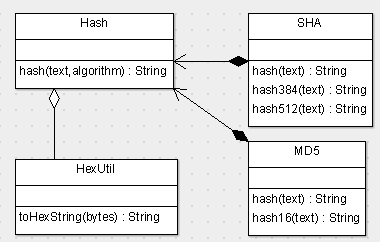 Hash
hash(text,algorithm) : String
SHA
hash(text) : String
hash384(text) : String
hash512(text) : String
HexUtil
toHexString(bytes) : String
MD5
hash(text) : String
hash16(text) : String